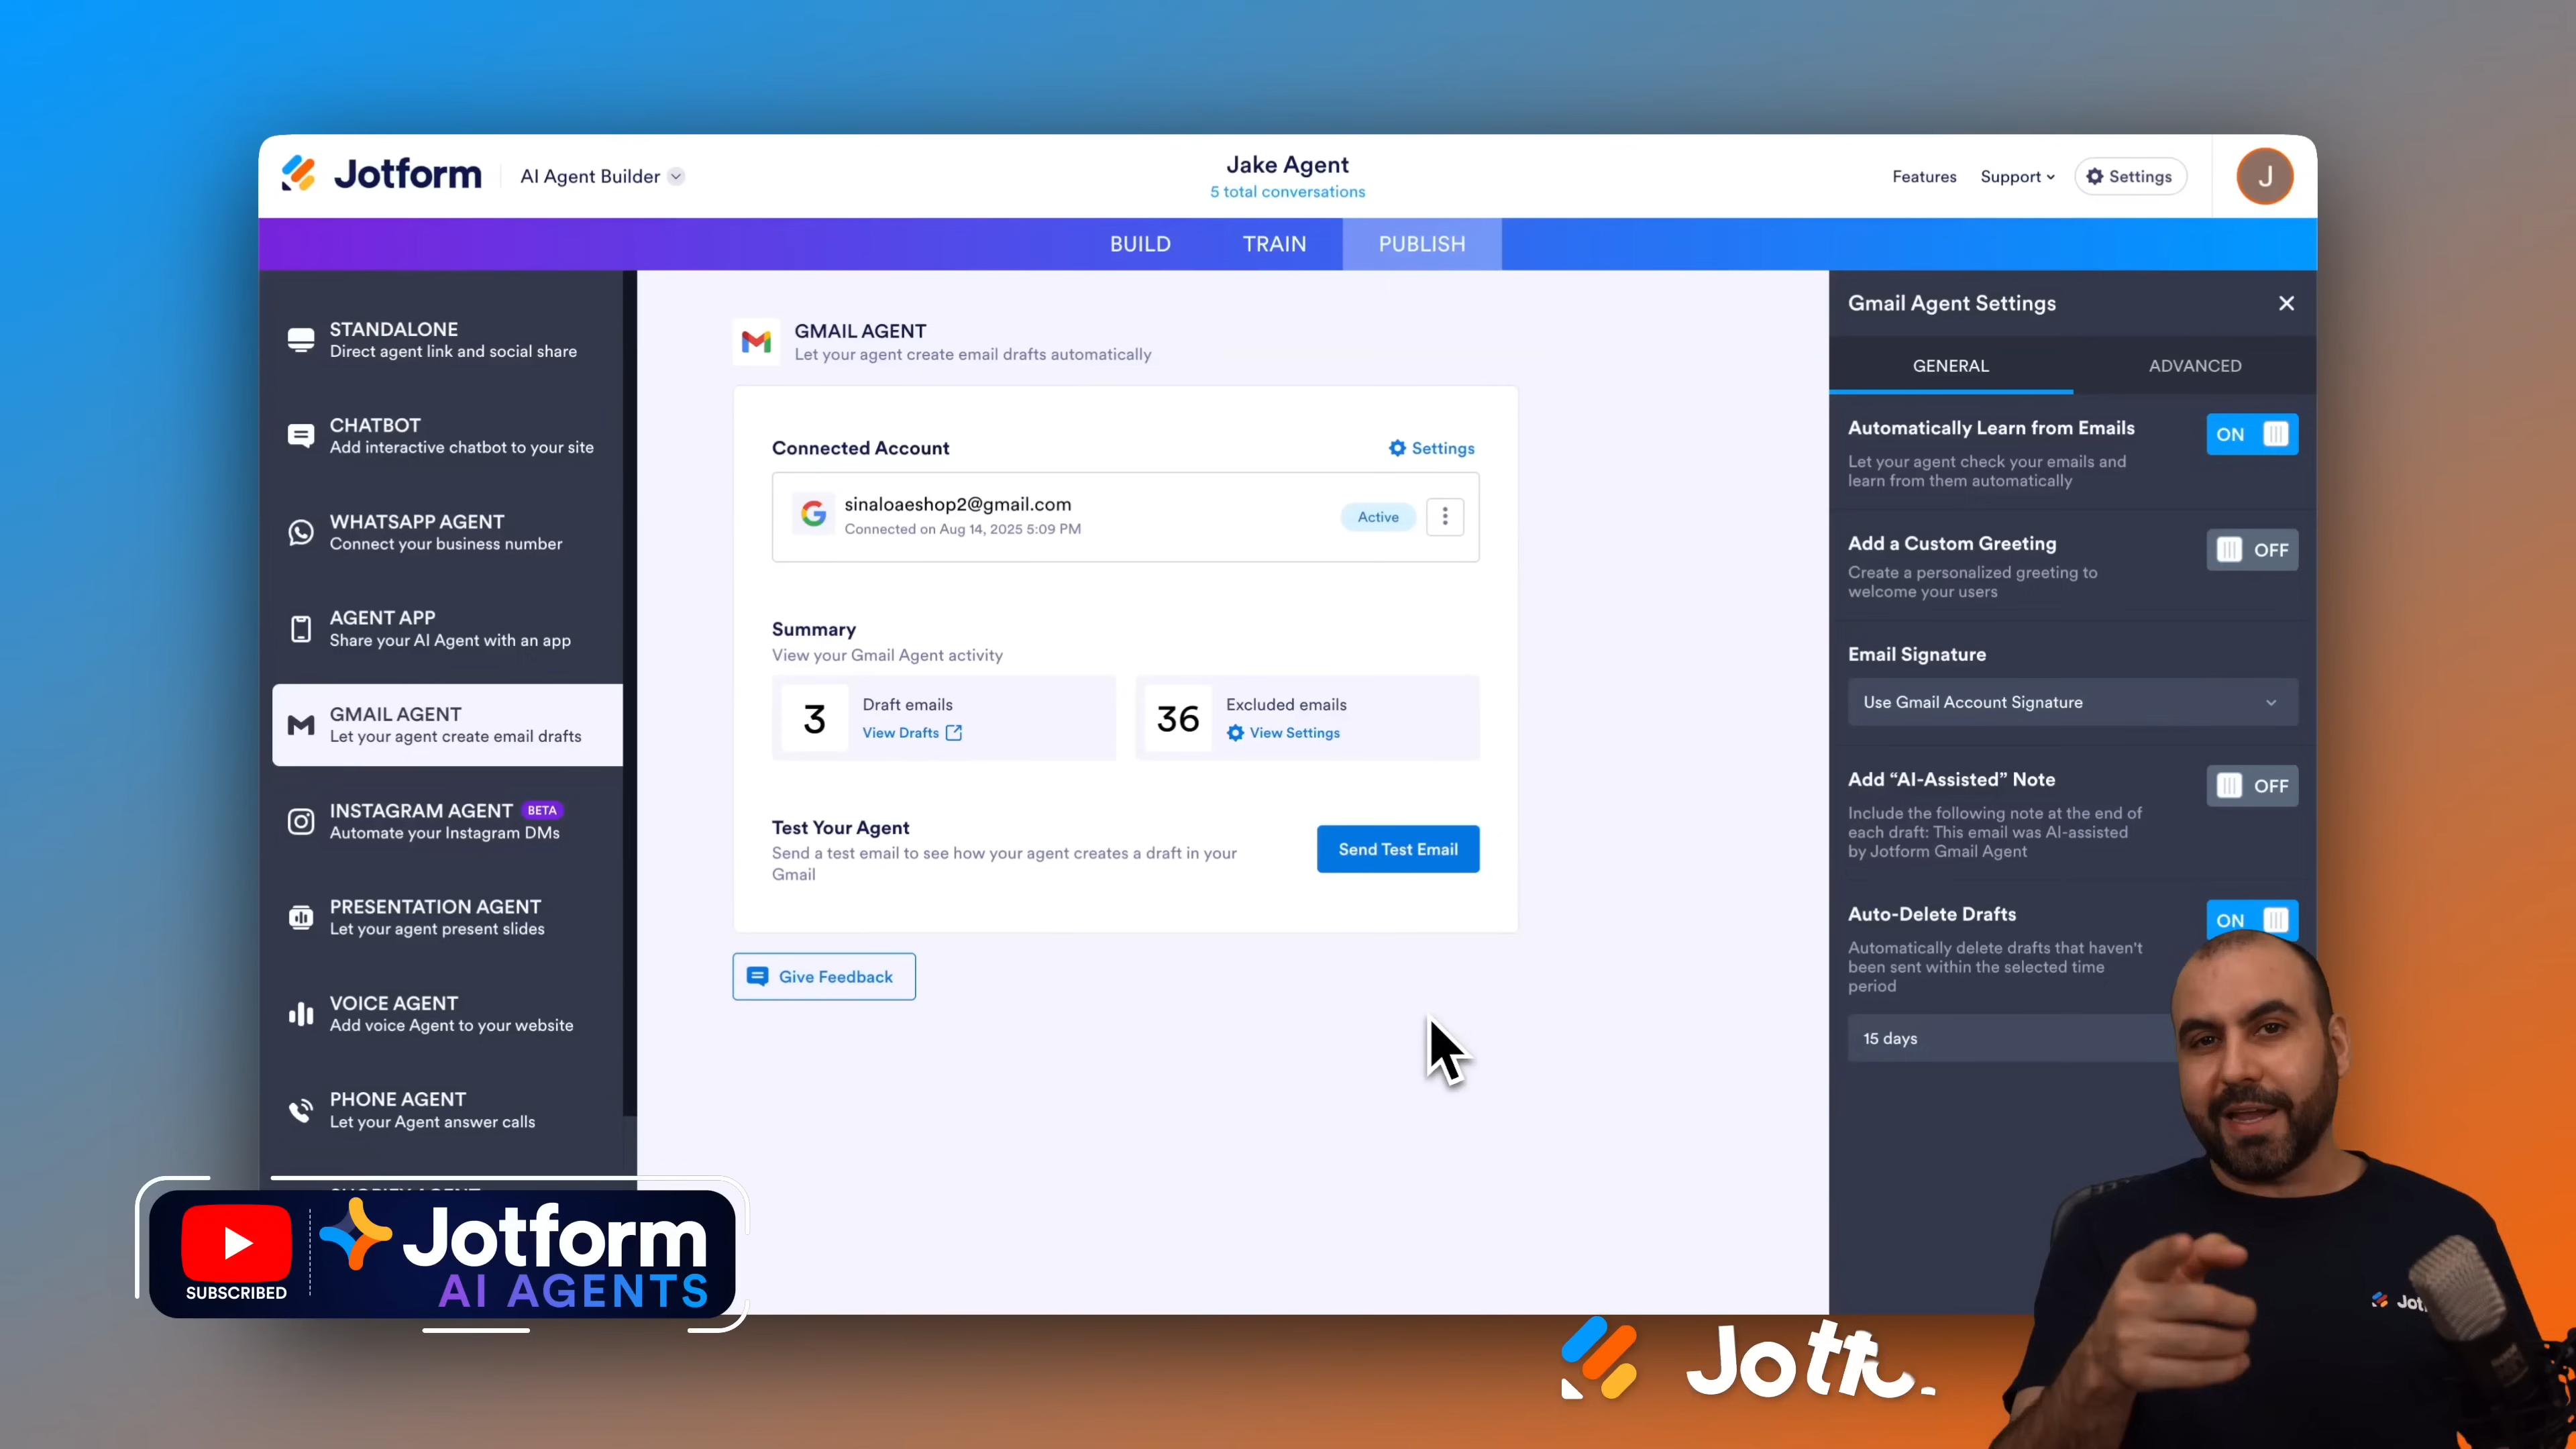 Jotform
AI Agent Builder
Jake Agent
5 total conversations
Features
Support
Settings
J
BUILD
TRAIN
PUBLISH
STANDALONE
Direct agent link and social share
CHATBOT
Add interactive chatbot to your site
WHATSAPP AGENT
Connect your business number
AGENT APP
Share your AI Agent with an app
GMAIL AGENT
Let your agent create email drafts
INSTAGRAM AGENT BETA
Automate your Instagram DMs
PRESENTATION AGENT
Let your agent present slides
VOICE AGENT
Add voice Agent to your website
PHONE AGENT
Let your Agent answer calls
GMAIL AGENT
Let your agent create email drafts automatically
Connected Account
Settings
sinaloaeshop2@gmail.com
Connected on Aug 14, 2025 5:09 PM
Active
Summary
View your Gmail Agent activity
3
Draft emails
View Drafts
36
Excluded emails
View Settings
Test Your Agent
Send a test email to see how your agent creates a draft in your
Gmail
Send Test Email
Give Feedback
Gmail Agent Settings
GENERAL
ADVANCED
Automatically Learn from Emails
ON
Let your agent check your emails and
learn from them automatically
Add a Custom Greeting
OFF
Create a personalized greeting to
welcome your users
Email Signature
Use Gmail Account Signature
Add “AI-Assisted” Note
OFF
Include the following note at the end of
each draft: This email was AI-assisted
by Jotform Gmail Agent
Auto-Delete Drafts
ON
Automatically delete drafts that haven't
been sent within the selected time
period
15 days
SUBSCRIBED
Jotform
AI AGENTS